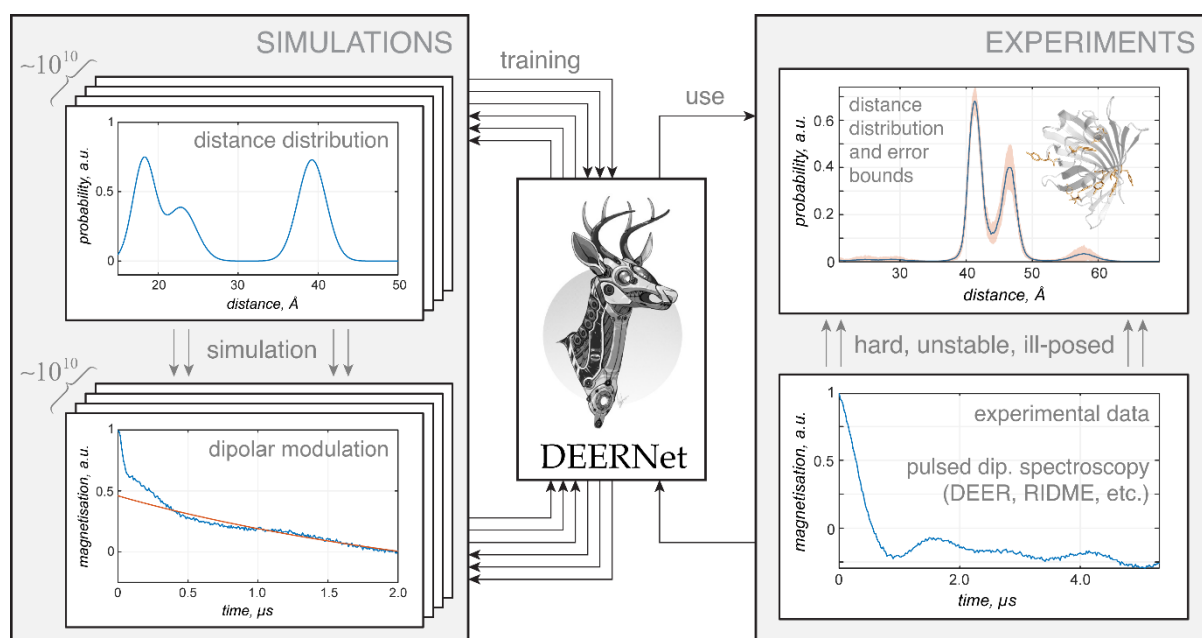 SIMULATIONS
~10¹⁰
distance distribution
probability, a.u.
1
0.5
0
20
30
40
50
distance, Å
simulation
~10¹⁰
dipolar modulation
magnetisation, a.u.
1
0.5
0
0
1.0
2.0
time, µs
training
use
DEERNet
EXPERIMENTS
distance
distribution
and error
bounds
probability, a.u.
0.6
0.4
0.2
0
30
40
50
60
distance, Å
hard, unstable, ill-posed
experimental data
pulsed dip. spectroscopy
(DEER, RIDME, etc.)
magnetisation, a.u.
1
0.5
0
0
2.0
4.0
time, µs